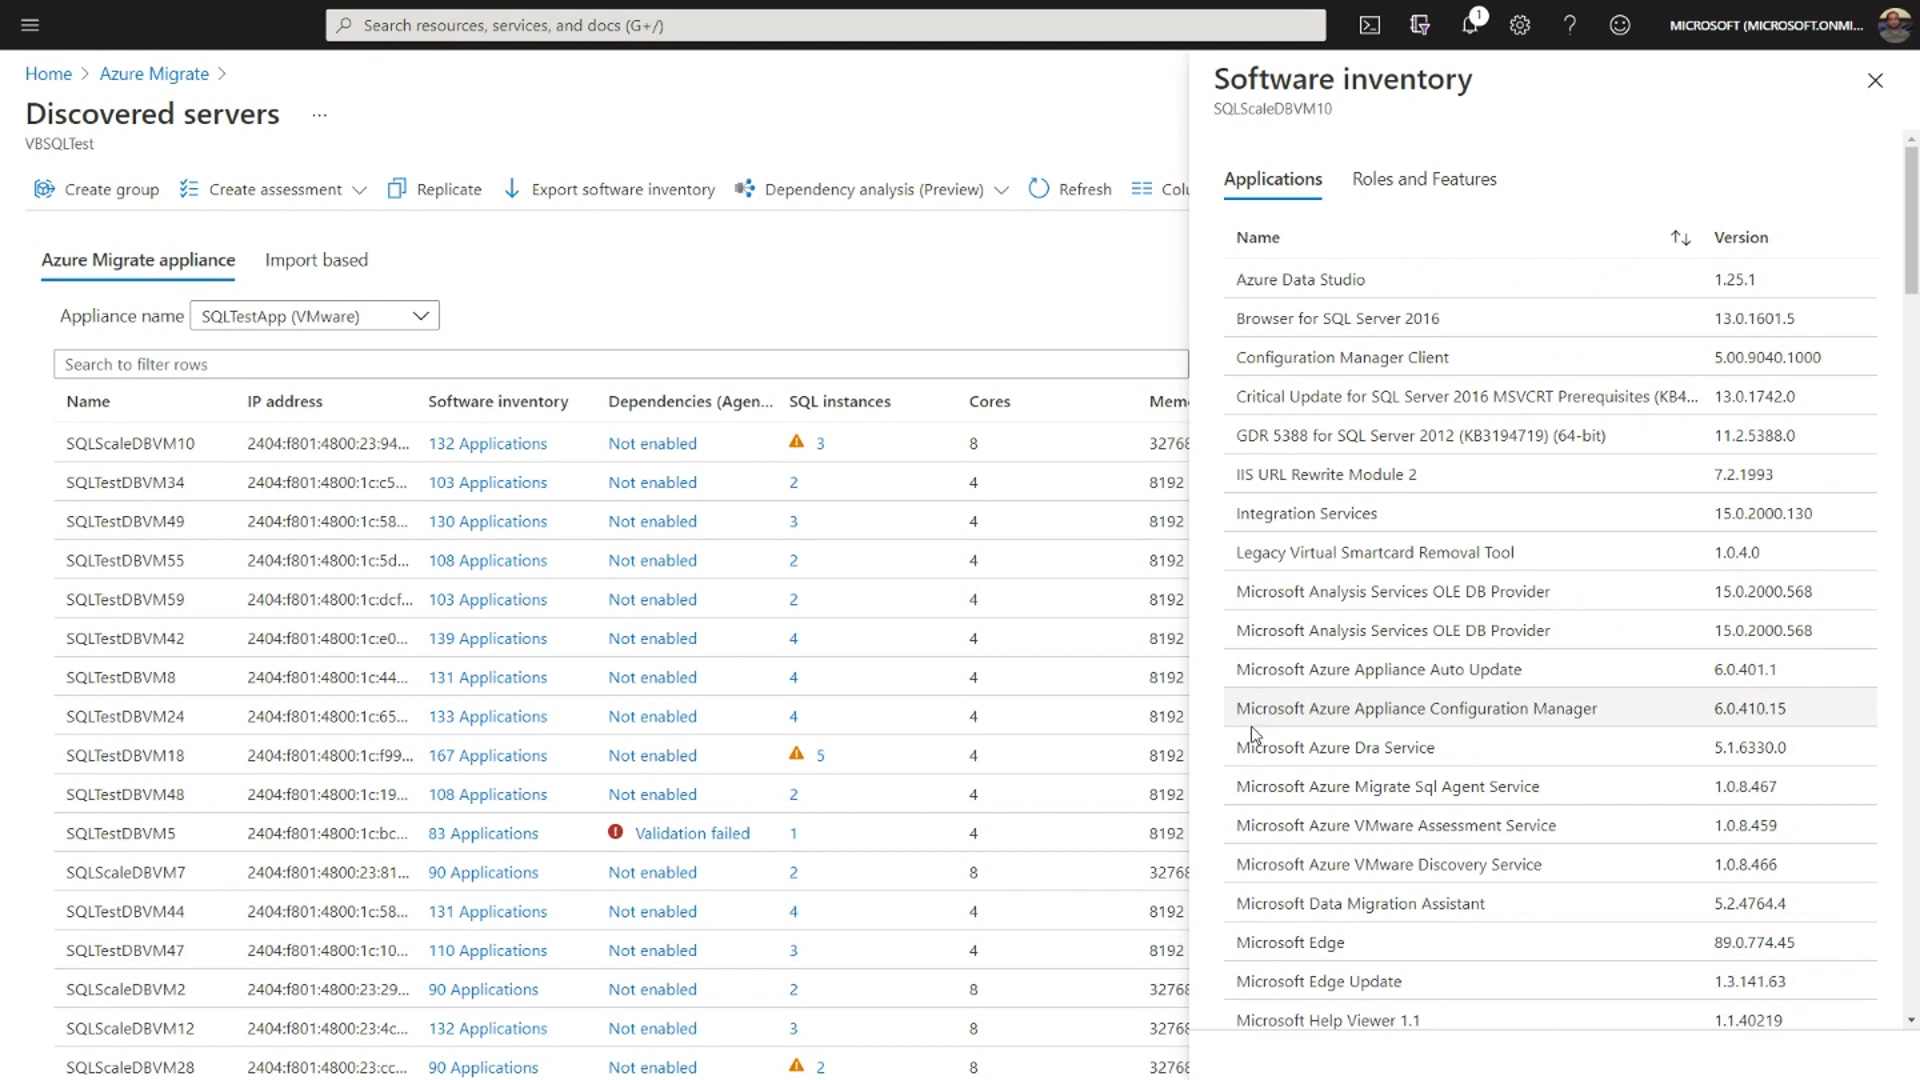 Search resources, services, and docs (G+/)
1
MICROSOFT (MICROSOFT.ONMI...
Home > Azure Migrate >
Discovered servers ...
VBSQLTest
Create group Create assessment Replicate Export software inventory Dependency analysis (Preview) Refresh Colu
Azure Migrate appliance Import based
Appliance name SQLTestApp (VMware)
Search to filter rows
Name IP address Software inventory Dependencies (Agen... SQL instances Cores Mem
SQLScaleDBVM10 2404:f801:4800:23:94... 132 Applications Not enabled 3 8 32768
SQLTestDBVM34 2404:f801:4800:1c:c5... 103 Applications Not enabled 2 4 8192
SQLTestDBVM49 2404:f801:4800:1c:58... 130 Applications Not enabled 3 4 8192
SQLTestDBVM55 2404:f801:4800:1c:5d... 108 Applications Not enabled 2 4 8192
SQLTestDBVM59 2404:f801:4800:1c:dcf... 103 Applications Not enabled 2 4 8192
SQLTestDBVM42 2404:f801:4800:1c:e0... 139 Applications Not enabled 4 4 8192
SQLTestDBVM8 2404:f801:4800:1c:44... 131 Applications Not enabled 4 4 8192
SQLTestDBVM24 2404:f801:4800:1c:65... 133 Applications Not enabled 4 4 8192
SQLTestDBVM18 2404:f801:4800:1c:f99... 167 Applications Not enabled 5 4 8192
SQLTestDBVM48 2404:f801:4800:1c:19... 108 Applications Not enabled 2 4 8192
SQLTestDBVM5 2404:f801:4800:1c:bc... 83 Applications Validation failed 1 4 8192
SQLScaleDBVM7 2404:f801:4800:23:81... 90 Applications Not enabled 2 8 32768
SQLTestDBVM44 2404:f801:4800:1c:58... 131 Applications Not enabled 4 4 8192
SQLTestDBVM47 2404:f801:4800:1c:10... 110 Applications Not enabled 3 4 8192
SQLScaleDBVM2 2404:f801:4800:23:29... 90 Applications Not enabled 2 8 32768
SQLScaleDBVM12 2404:f801:4800:23:4c... 132 Applications Not enabled 3 8 32768
SQLScaleDBVM28 2404:f801:4800:23:cc... 90 Applications Not enabled 2 8 32768
Software inventory
SQLScaleDBVM10
Applications Roles and Features
Name Version
Azure Data Studio 1.25.1
Browser for SQL Server 2016 13.0.1601.5
Configuration Manager Client 5.00.9040.1000
Critical Update for SQL Server 2016 MSVCRT Prerequisites (KB4... 13.0.1742.0
GDR 5388 for SQL Server 2012 (KB3194719) (64-bit) 11.2.5388.0
IIS URL Rewrite Module 2 7.2.1993
Integration Services 15.0.2000.130
Legacy Virtual Smartcard Removal Tool 1.0.4.0
Microsoft Analysis Services OLE DB Provider 15.0.2000.568
Microsoft Analysis Services OLE DB Provider 15.0.2000.568
Microsoft Azure Appliance Auto Update 6.0.401.1
Microsoft Azure Appliance Configuration Manager 6.0.410.15
Microsoft Azure Dra Service 5.1.6330.0
Microsoft Azure Migrate Sql Agent Service 1.0.8.467
Microsoft Azure VMware Assessment Service 1.0.8.459
Microsoft Azure VMware Discovery Service 1.0.8.466
Microsoft Data Migration Assistant 5.2.4764.4
Microsoft Edge 89.0.774.45
Microsoft Edge Update 1.3.141.63
Microsoft Help Viewer 1.1 1.1.40219